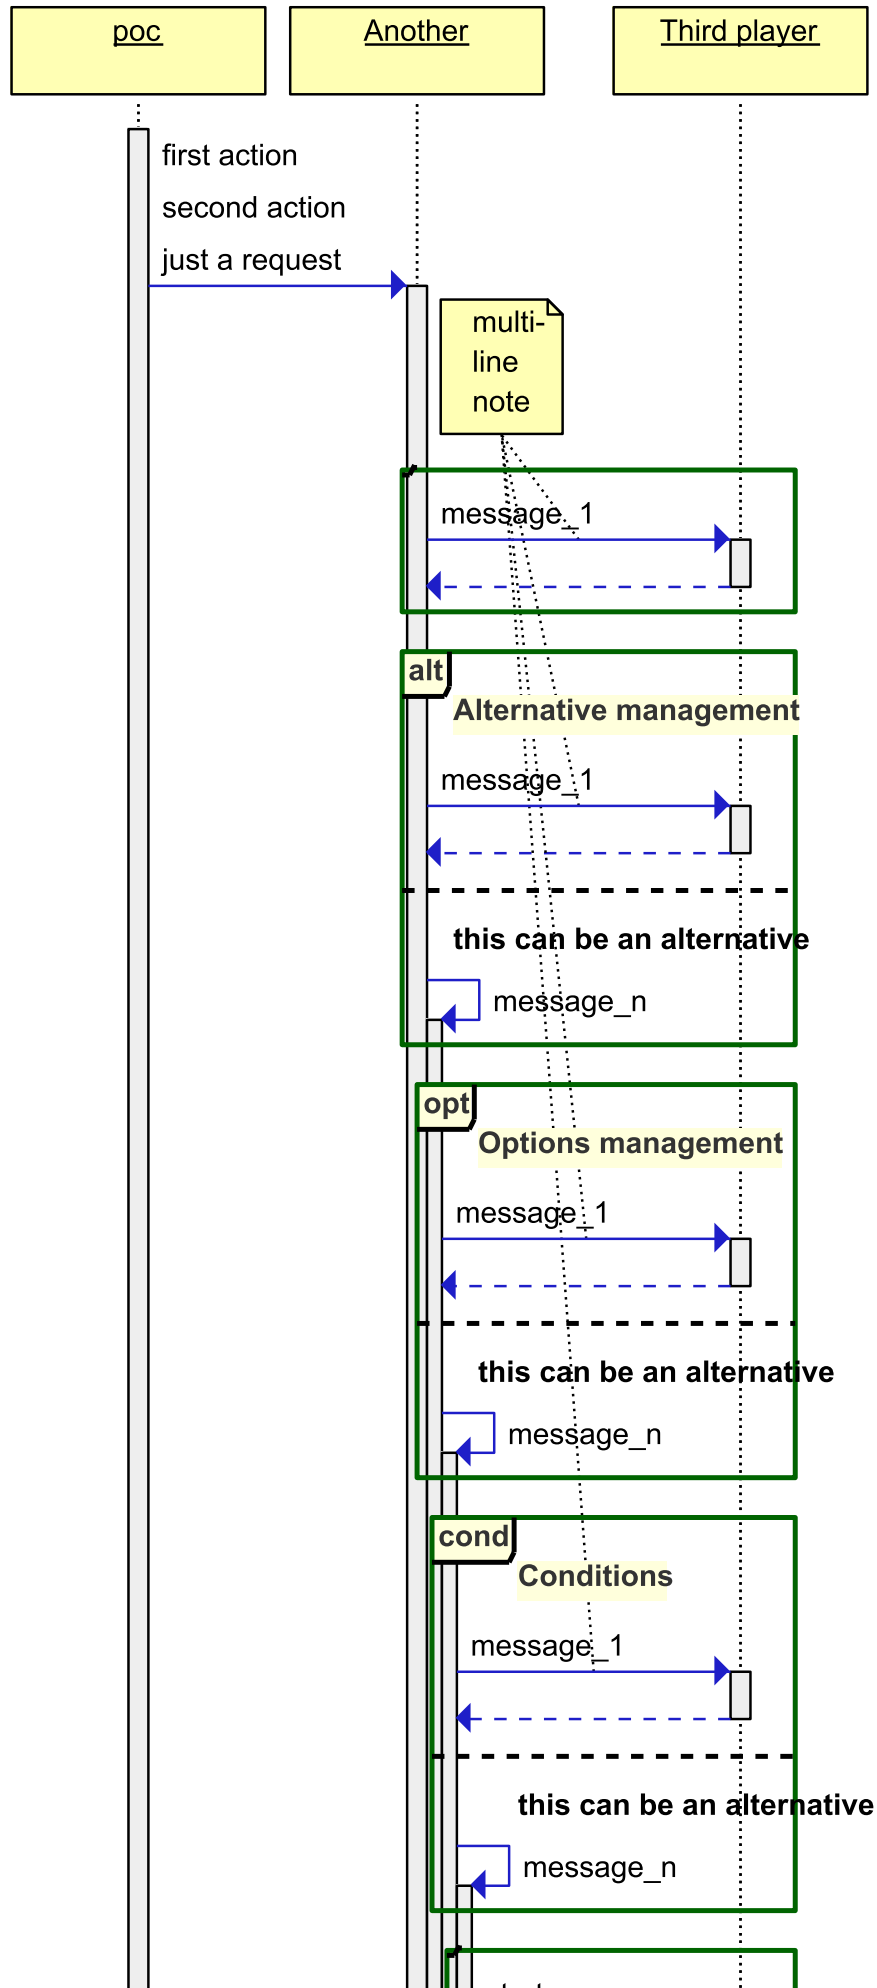 poc
Another
Third player
first action
second action
just a request
multi-
line
note
message_1
alt
Alternative management
message_1
this can be an alternative
message_n
opt
Options management
message_1
this can be an alternative
message_n
cond
Conditions
message_1
this can be an alternative
message_n